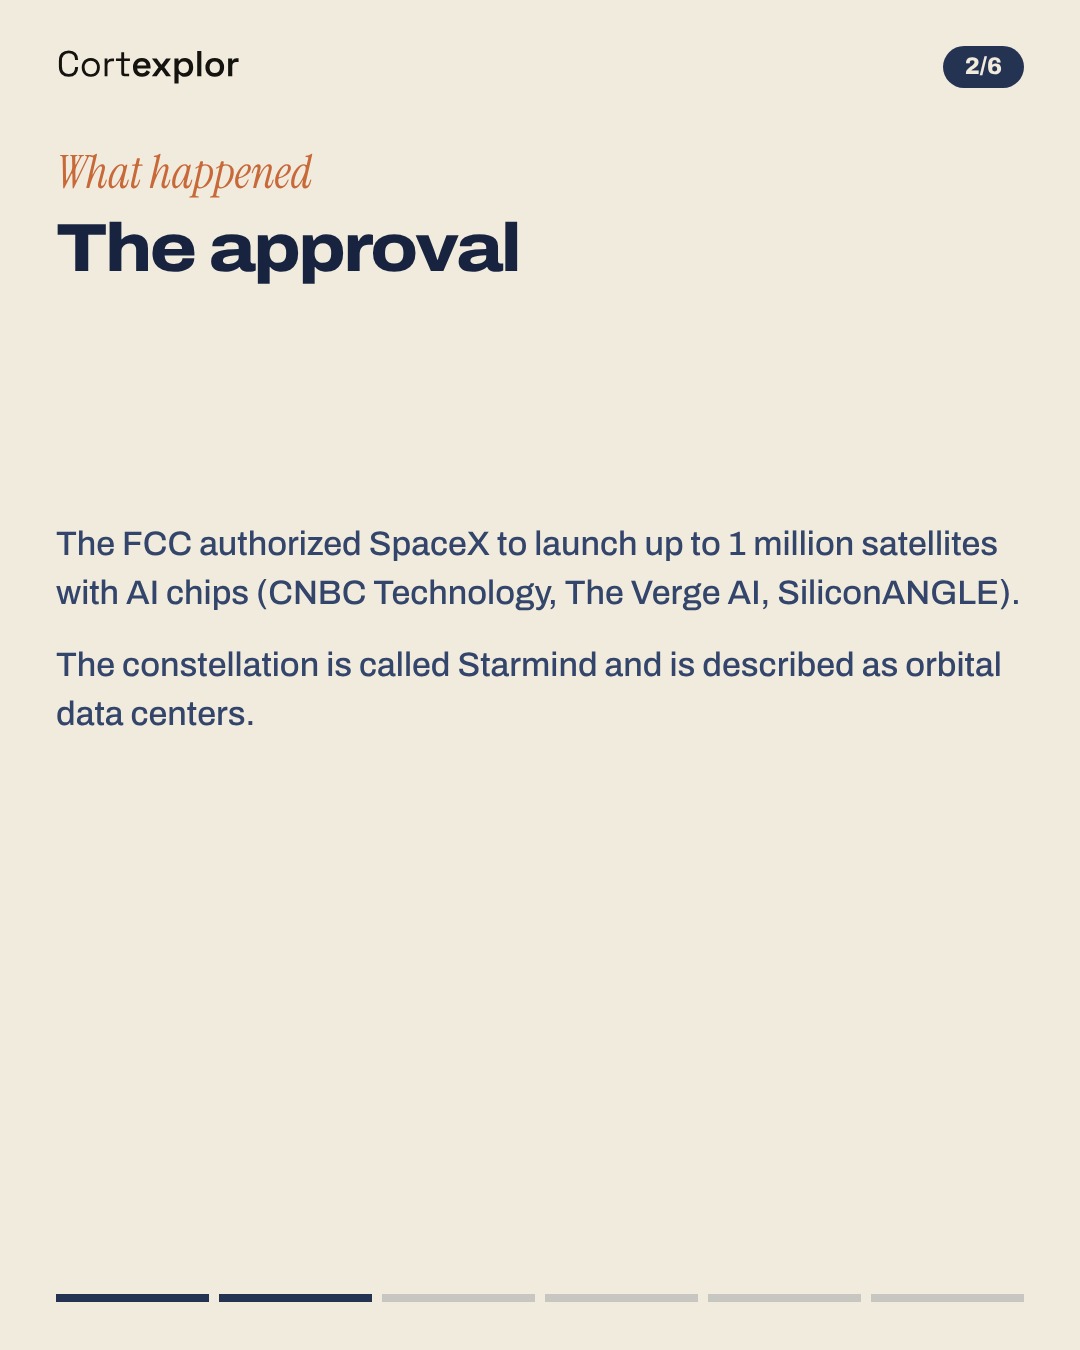 Cortexplor
2/6
What happened
The approval
The FCC authorized SpaceX to launch up to 1 million satellites
with AI chips (CNBC Technology, The Verge AI, SiliconANGLE).
The constellation is called Starmind and is described as orbital
data centers.